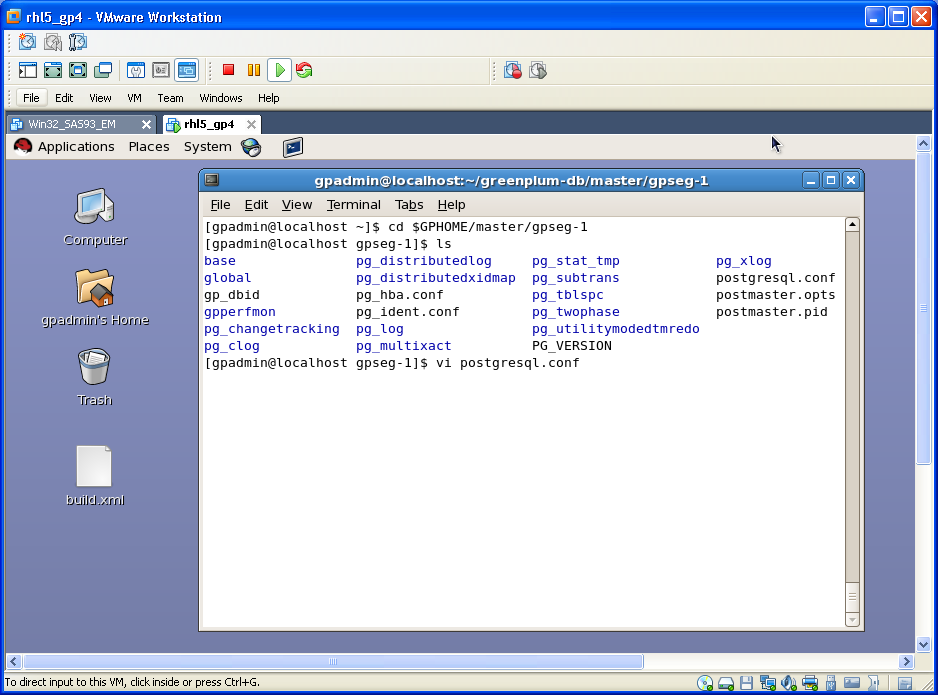 rhl5_gp4 - VMware Workstation
File Edit View VM Team Windows Help
Win32_SAS93_EM rhl5_gp4
Applications Places System
Computer
gpadmin's Home
Trash
build.xml
gpadmin@localhost:~/greenplum-db/master/gpseg-1
File Edit View Terminal Tabs Help
[gpadmin@localhost ~]$ cd $GPHOME/master/gpseg-1
[gpadmin@localhost gpseg-1]$ ls
base pg_distributedlog pg_stat_tmp pg_xlog
global pg_distributedxidmap pg_subtrans postgresql.conf
gp_dbid pg_hba.conf pg_tblspc postmaster.opts
gpperfmon pg_ident.conf pg_twophase postmaster.pid
pg_changetracking pg_log pg_utilitymodedtmredo
pg_clog pg_multixact PG_VERSION
[gpadmin@localhost gpseg-1]$ vi postgresql.conf
To direct input to this VM, click inside or press Ctrl+G.